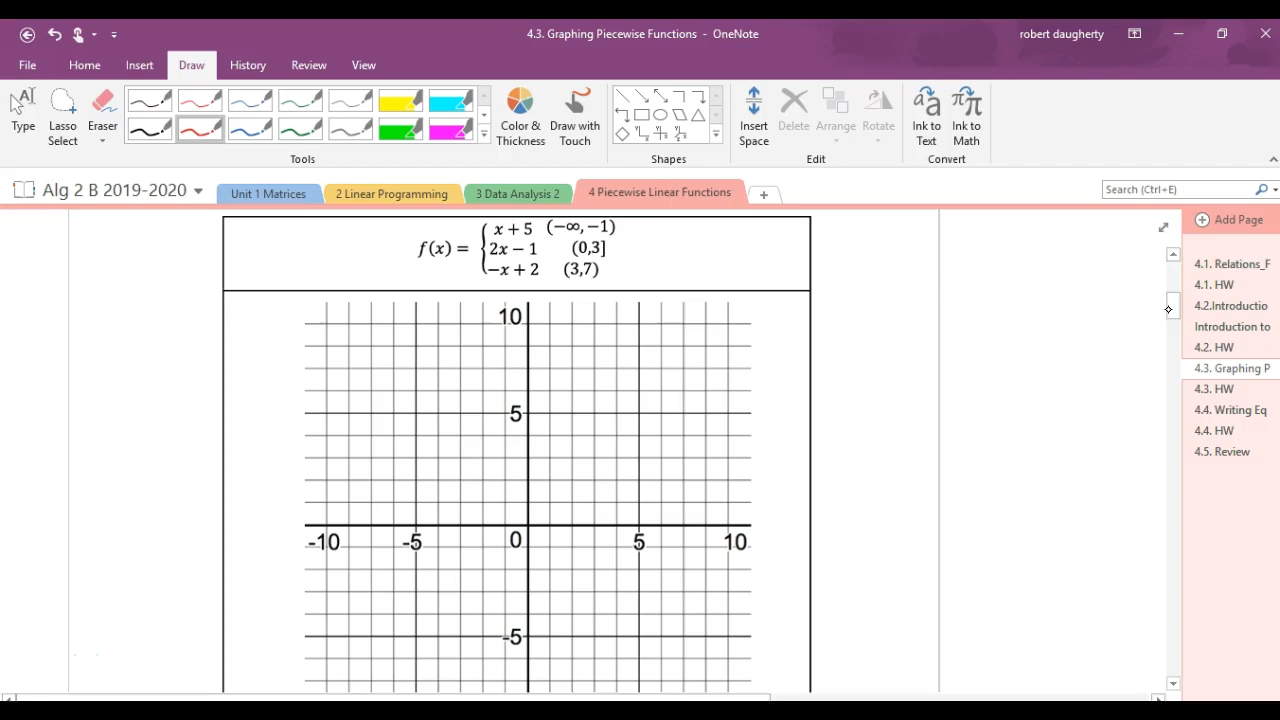 4.3. Graphing Piecewise Functions - OneNote
robert daugherty
File Home Insert Draw History Review View
Type
Lasso Select
Eraser
Color & Thickness
Draw with Touch
Insert Space
Delete
Arrange
Rotate
Ink to Text
Ink to Math
Tools
Shapes
Edit
Convert
Alg 2 B 2019-2020
Unit 1 Matrices
2 Linear Programming
3 Data Analysis 2
4 Piecewise Linear Functions
Search (Ctrl+E)
Add Page
4.1. Relations_F
4.1. HW
4.2.Introductio
Introduction to
4.2. HW
4.3. Graphing P
4.3. HW
4.4. Writing Eq
4.4. HW
4.5. Review
x + 5 (−∞, −1)
f(x) = { 2x − 1 (0,3]
−x + 2 (3,7)
10
5
-10 -5 0 5 10
-5